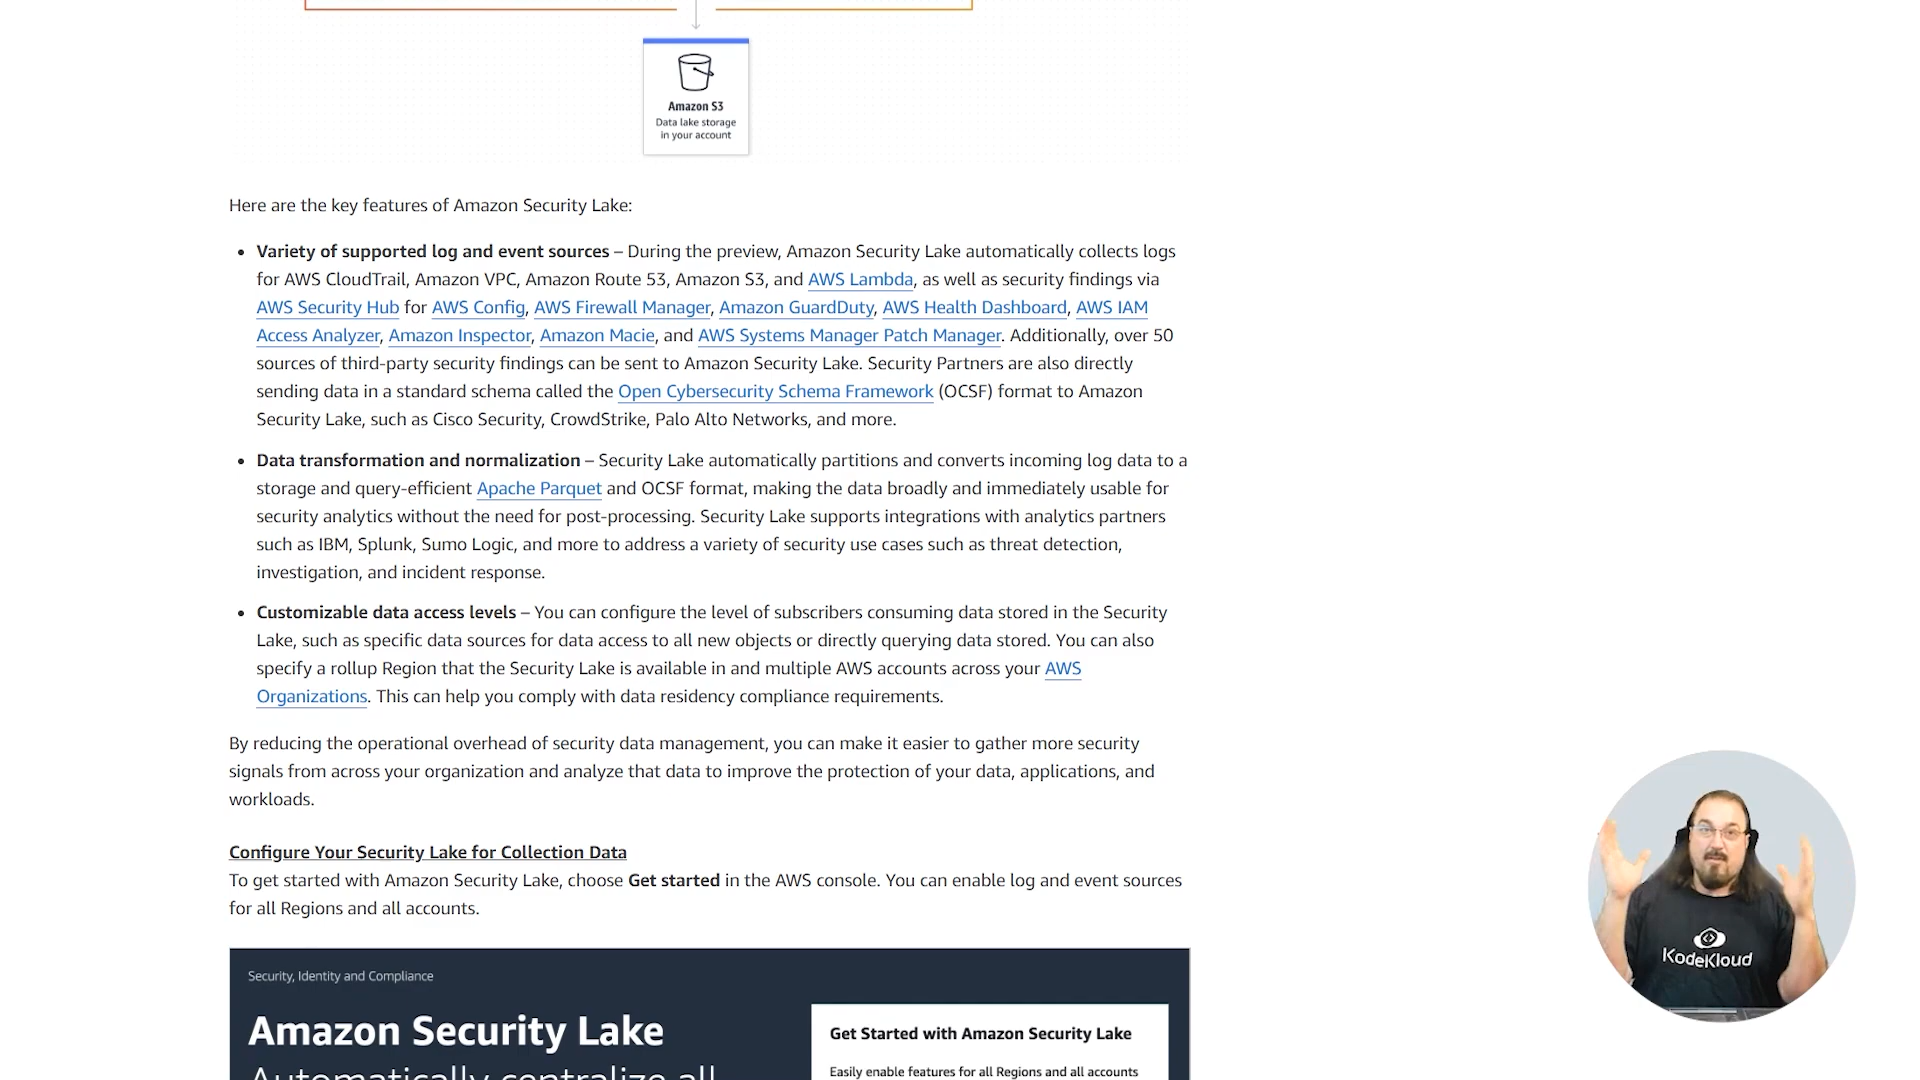 Amazon S3
Data lake storage
in your account
Here are the key features of Amazon Security Lake:
• Variety of supported log and event sources – During the preview, Amazon Security Lake automatically collects logs
for AWS CloudTrail, Amazon VPC, Amazon Route 53, Amazon S3, and AWS Lambda, as well as security findings via
AWS Security Hub for AWS Config, AWS Firewall Manager, Amazon GuardDuty, AWS Health Dashboard, AWS IAM
Access Analyzer, Amazon Inspector, Amazon Macie, and AWS Systems Manager Patch Manager. Additionally, over 50
sources of third-party security findings can be sent to Amazon Security Lake. Security Partners are also directly
sending data in a standard schema called the Open Cybersecurity Schema Framework (OCSF) format to Amazon
Security Lake, such as Cisco Security, CrowdStrike, Palo Alto Networks, and more.
• Data transformation and normalization – Security Lake automatically partitions and converts incoming log data to a
storage and query-efficient Apache Parquet and OCSF format, making the data broadly and immediately usable for
security analytics without the need for post-processing. Security Lake supports integrations with analytics partners
such as IBM, Splunk, Sumo Logic, and more to address a variety of security use cases such as threat detection,
investigation, and incident response.
• Customizable data access levels – You can configure the level of subscribers consuming data stored in the Security
Lake, such as specific data sources for data access to all new objects or directly querying data stored. You can also
specify a rollup Region that the Security Lake is available in and multiple AWS accounts across your AWS
Organizations. This can help you comply with data residency compliance requirements.
By reducing the operational overhead of security data management, you can make it easier to gather more security
signals from across your organization and analyze that data to improve the protection of your data, applications, and
workloads.
Configure Your Security Lake for Collection Data
To get started with Amazon Security Lake, choose Get started in the AWS console. You can enable log and event sources
for all Regions and all accounts.
Security, Identity and Compliance
Amazon Security Lake
Automatically centralize all
Get Started with Amazon Security Lake
Easily enable features for all Regions and all accounts
KodeKloud